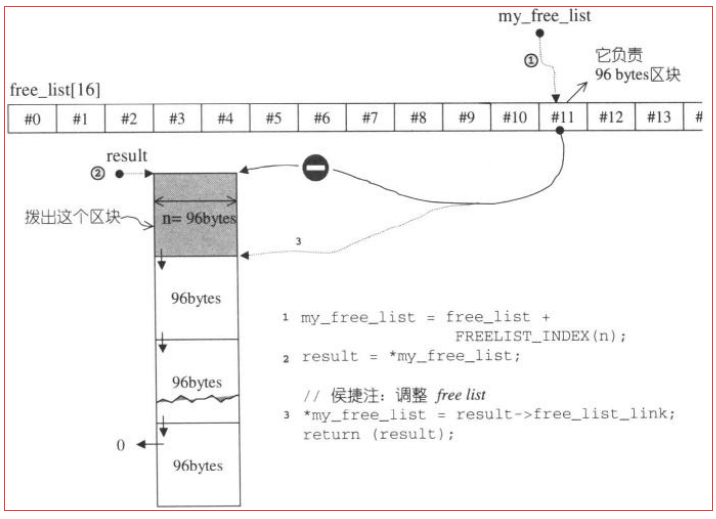 my_free_list
①
它负责
96 bytes区块
free_list[16]
#0 #1 #2 #3 #4 #5 #6 #7 #8 #9 #10 #11 #12 #13 #
result
②
拨出这个区块
n= 96bytes
3
96bytes
1 my_free_list = free_list +
FREELIST_INDEX(n);
2 result = *my_free_list;
96bytes
// 侯捷注：调整 free list
3 *my_free_list = result->free_list_link;
return (result);
0
96bytes